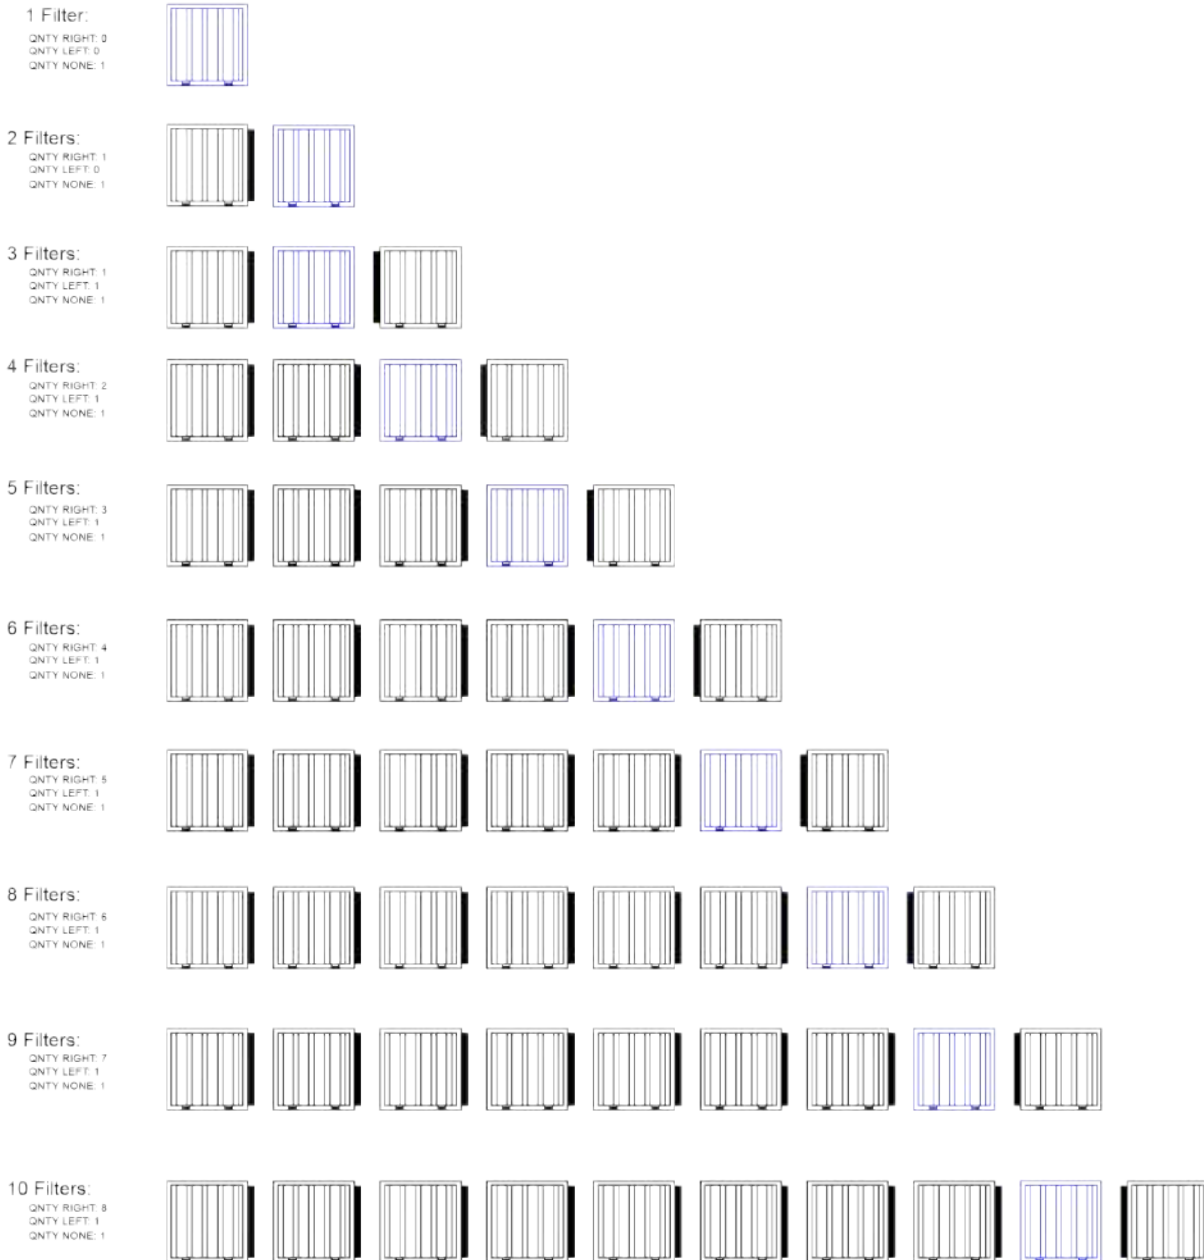 1 Filter:
QNTY RIGHT: 0
QNTY LEFT: 0
QNTY NONE: 1
2 Filters:
QNTY RIGHT: 1
QNTY LEFT: 0
QNTY NONE: 1
3 Filters:
QNTY RIGHT: 1
QNTY LEFT: 1
QNTY NONE: 1
4 Filters:
QNTY RIGHT: 2
QNTY LEFT: 1
QNTY NONE: 1
5 Filters:
QNTY RIGHT: 3
QNTY LEFT: 1
QNTY NONE: 1
6 Filters:
QNTY RIGHT: 4
QNTY LEFT: 1
QNTY NONE: 1
7 Filters:
QNTY RIGHT: 5
QNTY LEFT: 1
QNTY NONE: 1
8 Filters:
QNTY RIGHT: 6
QNTY LEFT: 1
QNTY NONE: 1
9 Filters:
QNTY RIGHT: 7
QNTY LEFT: 1
QNTY NONE: 1
10 Filters:
QNTY RIGHT: 8
QNTY LEFT: 1
QNTY NONE: 1